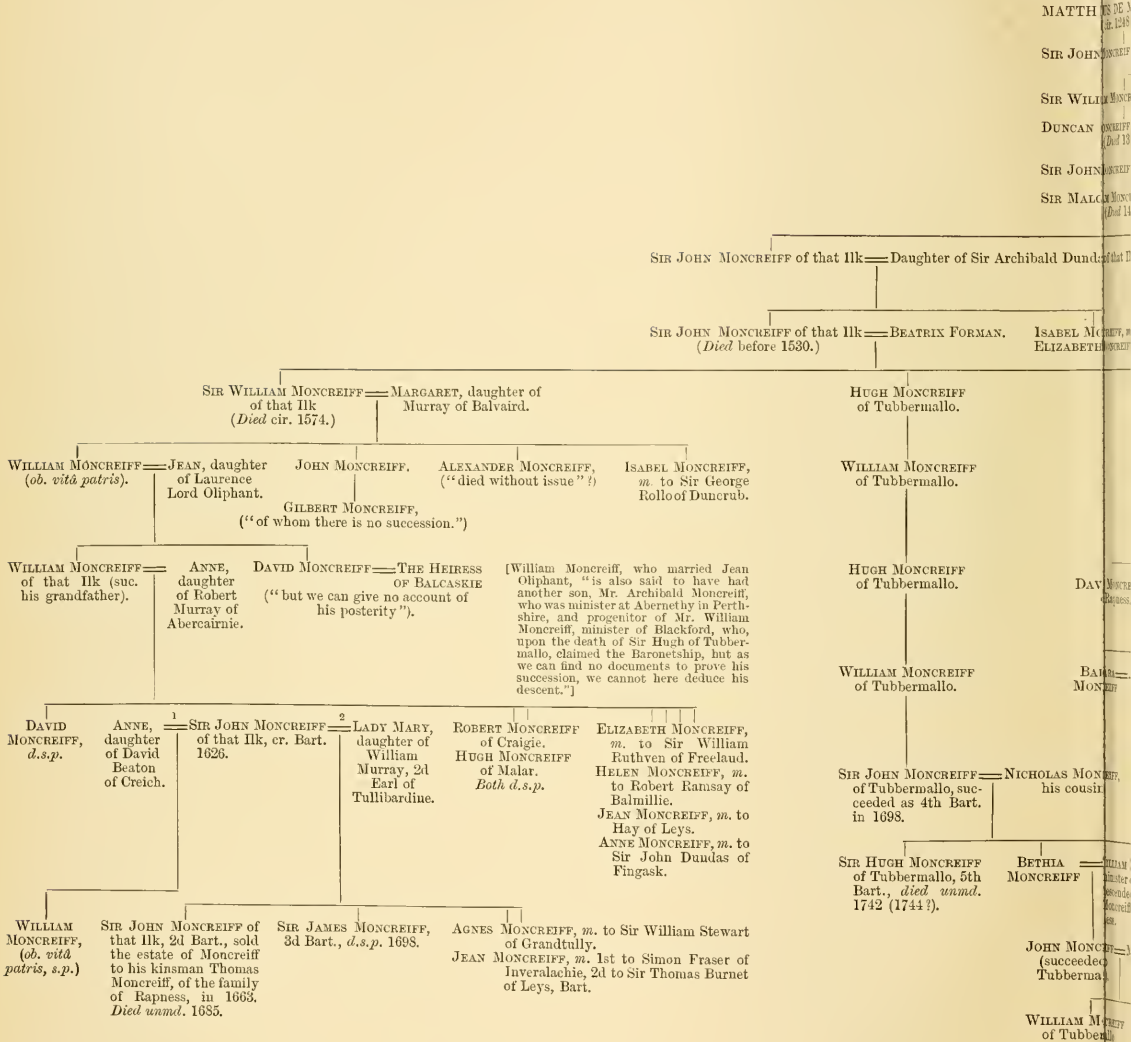 MATTH
SIR JOHN
SIR WILLI
DUNCAN
SIR JOHN
SIR MALC
SIR JOHN MONCREIFF of that Ilk Daughter of Sir Archibald Dund
SIR JOHN MONCREIFF of that Ilk BEATRIX FORMAN. ISABEL MO
(Died before 1530.) ELIZABETH
SIR WILLIAM MONCREIFF MARGARET, daughter of
of that Ilk Murray of Balvaird.
(Died cir. 1574.)
HUGH MONCREIFF
of Tubbermallo.
WILLIAM MONCREIFF
(ob. vitâ patris).
JEAN, daughter
of Laurence
Lord Oliphant.
JOHN MONCREIFF.
GILBERT MONCREIFF,
("of whom there is no succession.")
ALEXANDER MONCREIFF,
("died without issue"?)
ISABEL MONCREIFF,
m. to Sir George
Rollo of Duncrub.
WILLIAM MONCREIFF
of Tubbermallo.
WILLIAM MONCREIFF
of that Ilk (suc.
his grandfather).
ANNE,
daughter
of Robert
Murray of
Abercairnie.
DAVID MONCREIFF THE HEIRESS
OF BALCASKIE
("but we can give no account of
his posterity").
[William Moncreiff, who married Jean
Oliphant, "is also said to have had
another son, Mr. Archibald Moncreiff,
who was minister at Abernethy in Perth-
shire, and progenitor of Mr. William
Moncreiff, minister of Blackford, who,
upon the death of Sir Hugh of Tubber-
mallo, claimed the Baronetship, but as
we can find no documents to prove his
succession, we cannot here deduce his
descent."]
HUGH MONCREIFF
of Tubbermallo.
DAV
WILLIAM MONCREIFF
of Tubbermallo.
BAR
MON
DAVID
MONCREIFF,
d.s.p.
ANNE,
daughter
of David
Beaton
of Creich.
1
SIR JOHN MONCREIFF
of that Ilk, cr. Bart.
1626.
2
LADY MARY,
daughter of
William
Murray, 2d
Earl of
Tullibardine.
ROBERT MONCREIFF
of Craigie.
HUGH MONCREIFF
of Malar.
Both d.s.p.
ELIZABETH MONCREIFF,
m. to Sir William
Ruthven of Freeland.
HELEN MONCREIFF, m.
to Robert Ramsay of
Balmillie.
JEAN MONCREIFF, m. to
Hay of Leys.
ANNE MONCREIFF, m. to
Sir John Dundas of
Fingask.
SIR JOHN MONCREIFF
of Tubbermallo, suc-
ceeded as 4th Bart.
in 1698.
NICHOLAS MON
his cousin
SIR HUGH MONCREIFF
of Tubbermallo, 5th
Bart., died unmd.
1742 (1744?).
BETHIA
MONCREIFF
WILLIAM
MONCREIFF,
(ob. vitâ
patris, s.p.)
SIR JOHN MONCREIFF of
that Ilk, 2d Bart., sold
the estate of Moncreiff
to his kinsman Thomas
Moncreiff, of the family
of Rapness, in 1663.
Died unmd. 1685.
SIR JAMES MONCREIFF,
3d Bart., d.s.p. 1698.
AGNES MONCREIFF, m. to Sir William Stewart
of Grandtully.
JEAN MONCREIFF, m. 1st to Simon Fraser of
Inveralachie, 2d to Sir Thomas Burnet
of Leys, Bart.
JOHN MONC
(succeeded
Tubberma
WILLIAM M
of Tubber